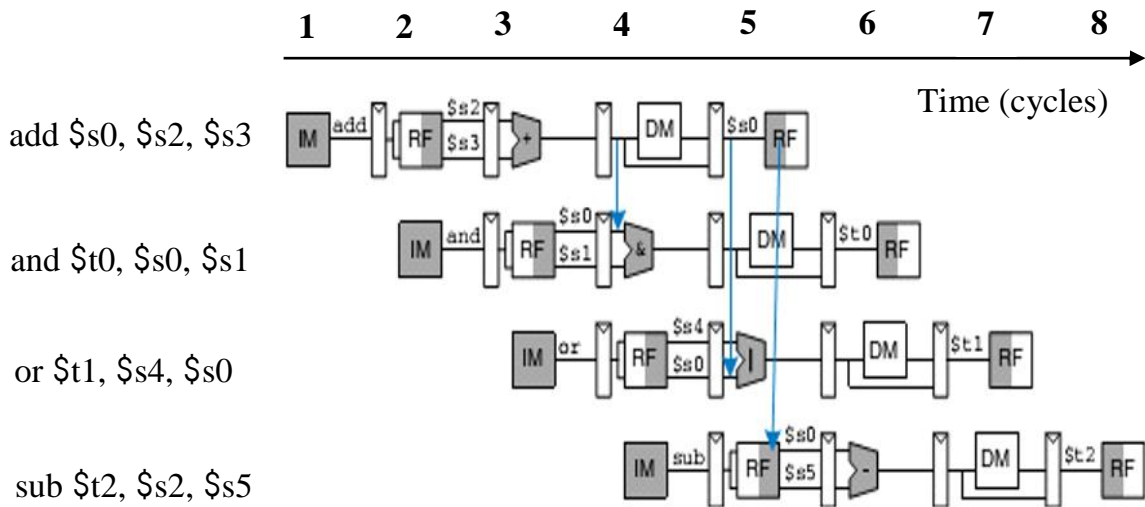 1 2 3 4 5 6 7 8
Time (cycles)
add $s0, $s2, $s3
IM add RF $s2 $s3 + DM $s0 RF
and $t0, $s0, $s1
IM and RF $s0 $s1 & DM $t0 RF
or $t1, $s4, $s0
IM or RF $s4 $s0 | DM $t1 RF
sub $t2, $s2, $s5
IM sub RF $s0 $s5 - DM $t2 RF